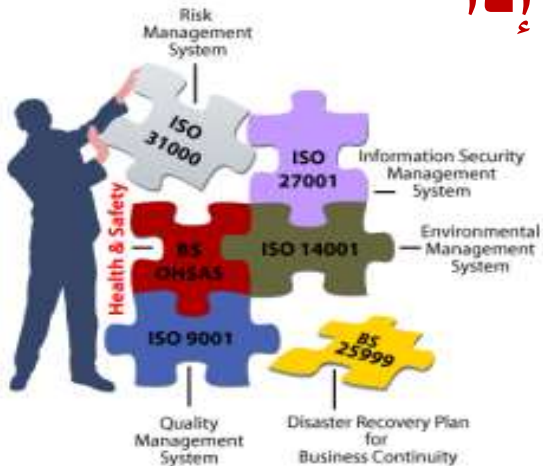 Risk
Management
System
ISO
31000
ISO
27001
Information Security
Management
System
Health & Safety
BS
OHSAS
ISO 14001
Environmental
Management
System
ISO 9001
BS
25999
Quality
Management
System
Disaster Recovery Plan
for
Business Continuity